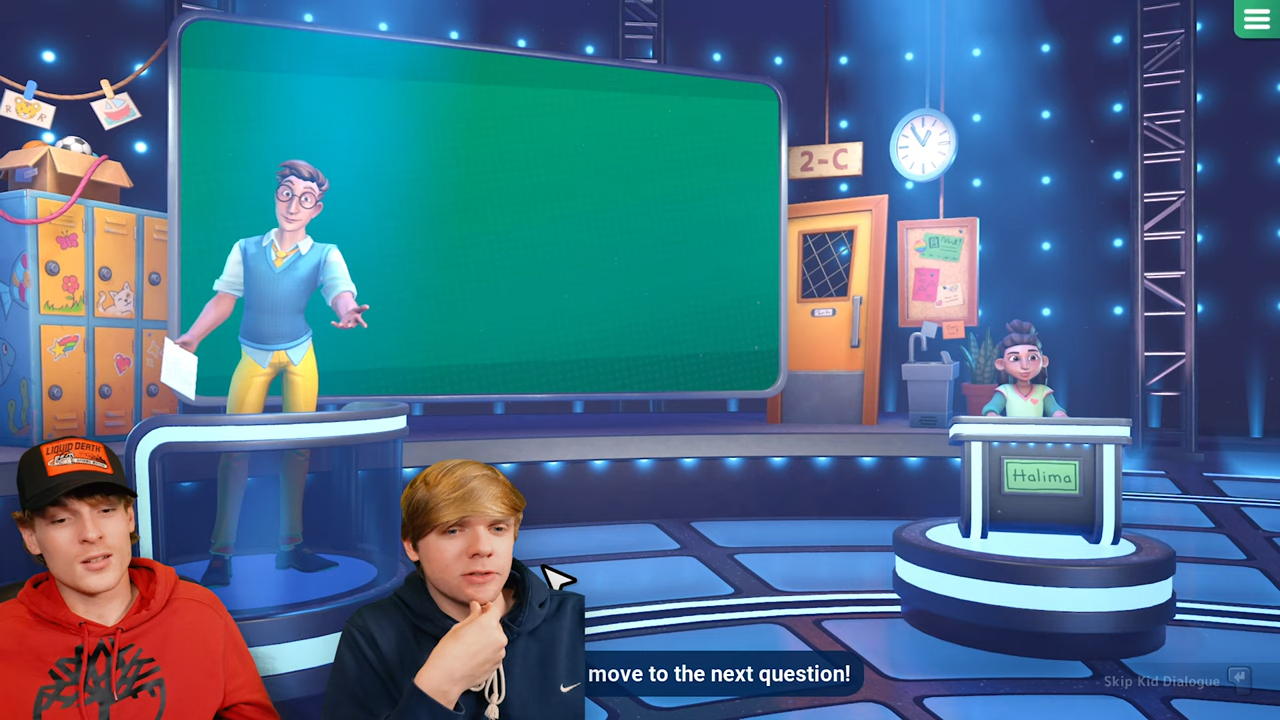 R R
2-C
Halima
LIQUID DEATH
move to the next question!
Skip Kid Dialogue